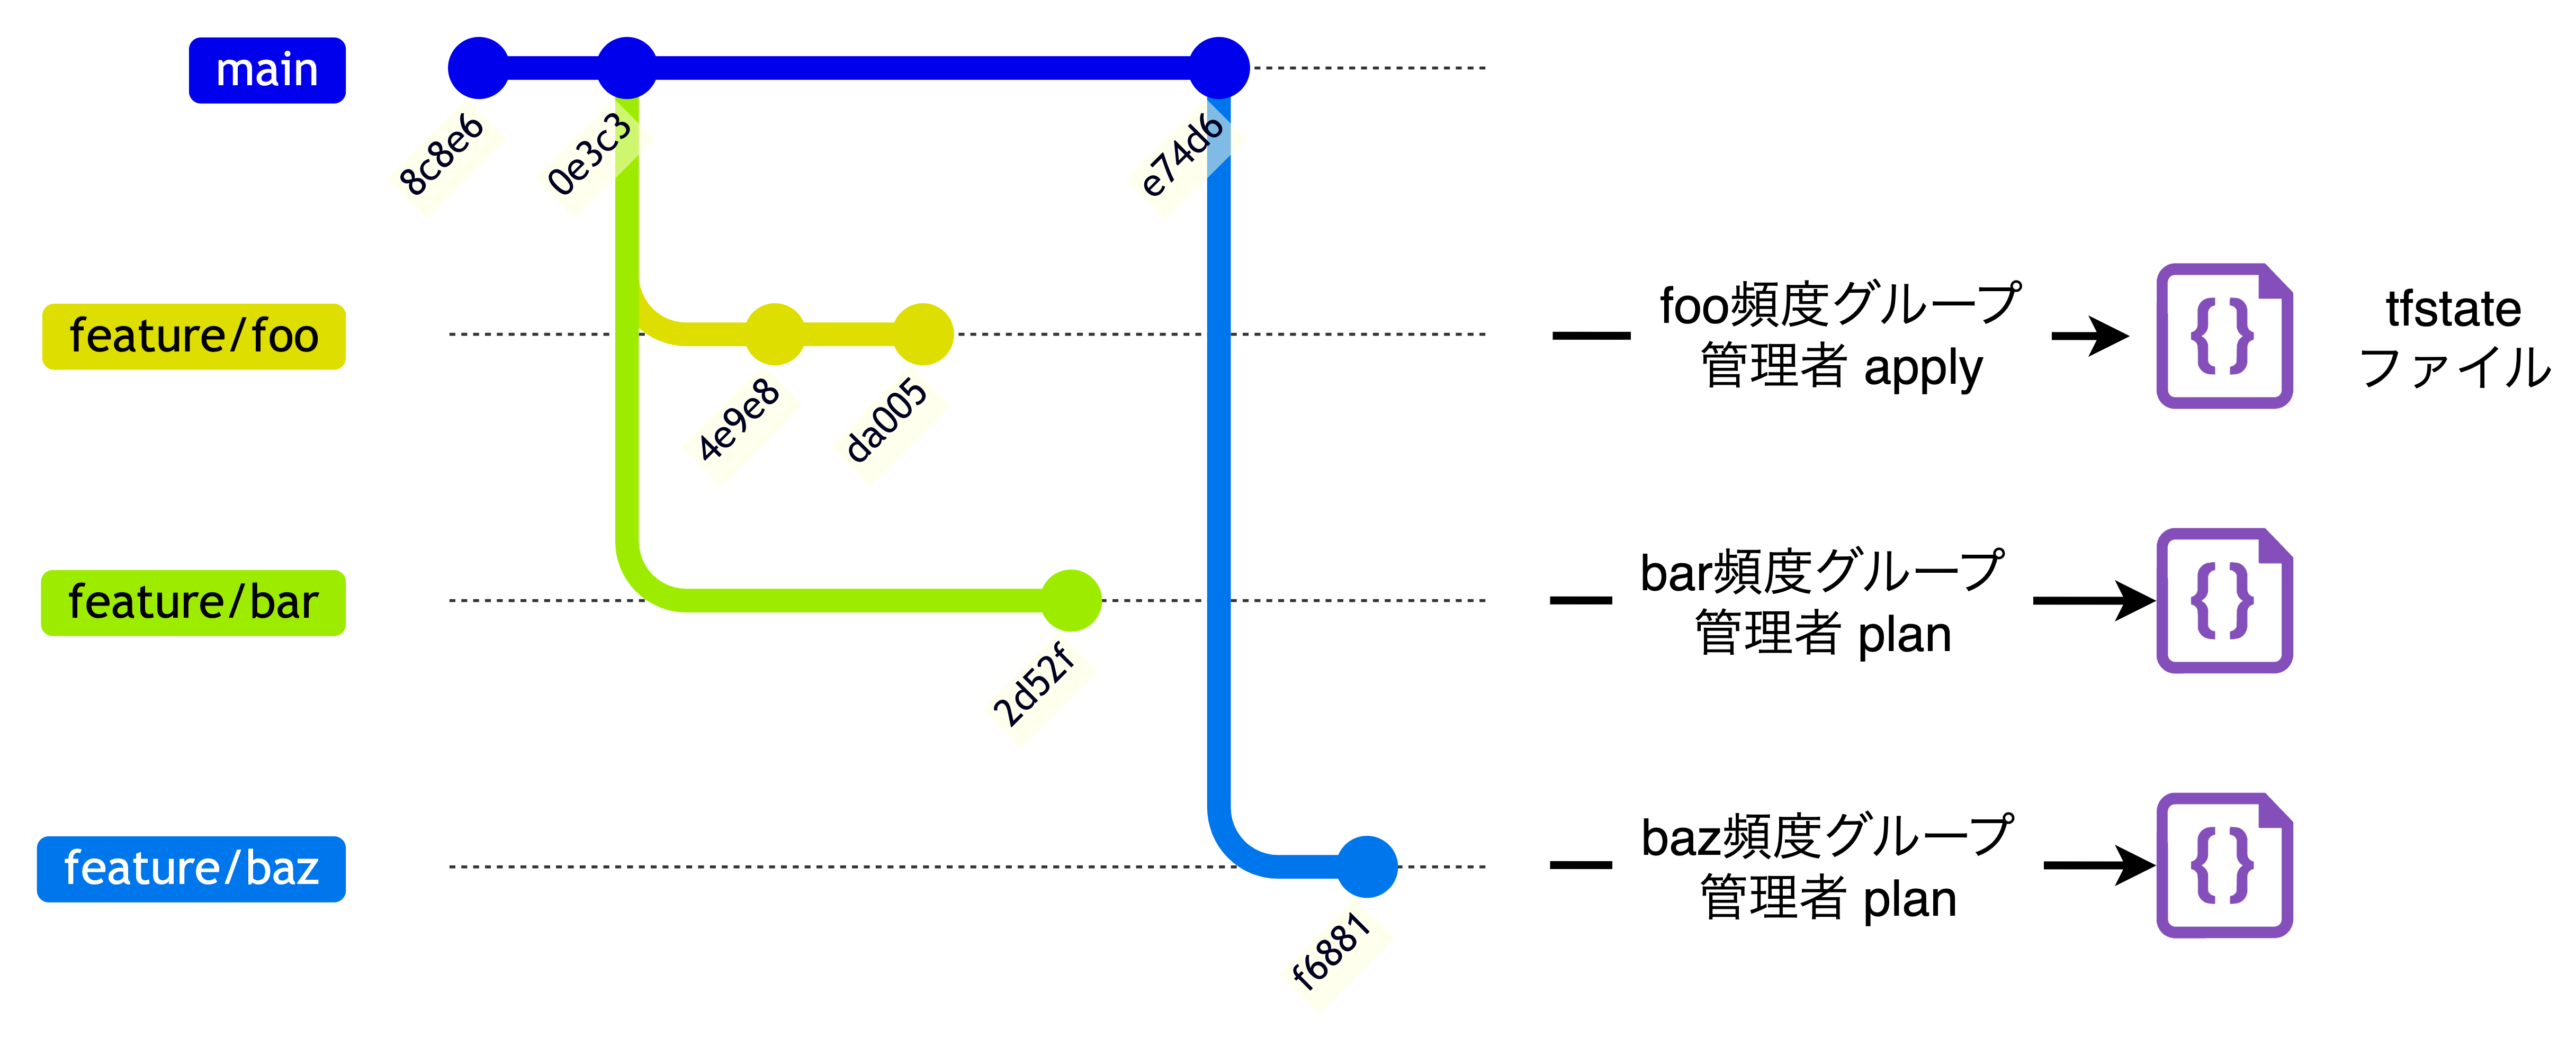 main
8c8e6
0e3c3
e74d6
feature/foo
4e9e8
da005
foo頻度グループ
管理者 apply
tfstate
ファイル
feature/bar
2d52f
bar頻度グループ
管理者 plan
feature/baz
f6881
baz頻度グループ
管理者 plan